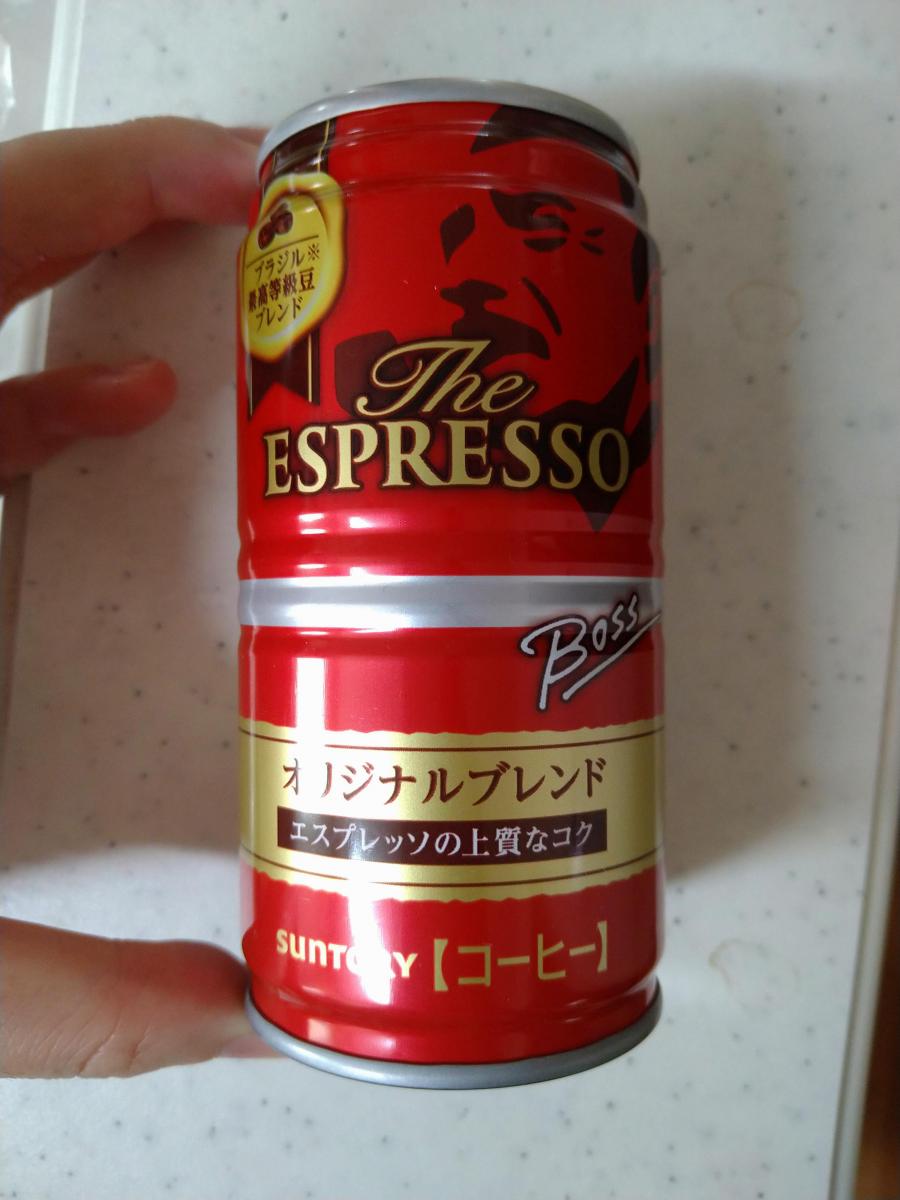 ブラジル※
最高等級豆
ブレンド
The
ESPRESSO
BOSS
オリジナルブレンド
エスプレッソの上質なコク
SUNTORY【コーヒー】